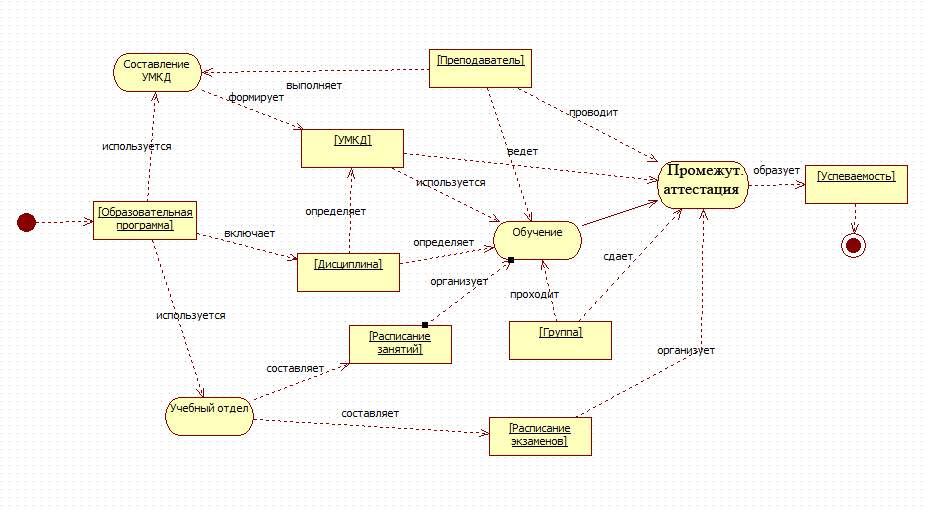 Составление
УМКД
[Преподаватель]
выполняет
формирует
проводит
[УМКД]
используется
ведет
Промежут.
аттестация
образует
[Успеваемость]
используется
[Образовательная
программа]
определяет
включает
Обучение
определяет
[Дисциплина]
сдает
организует
проходит
используется
[Расписание
занятий]
[Группа]
организует
составляет
Учебный отдел
составляет
[Расписание
экзаменов]